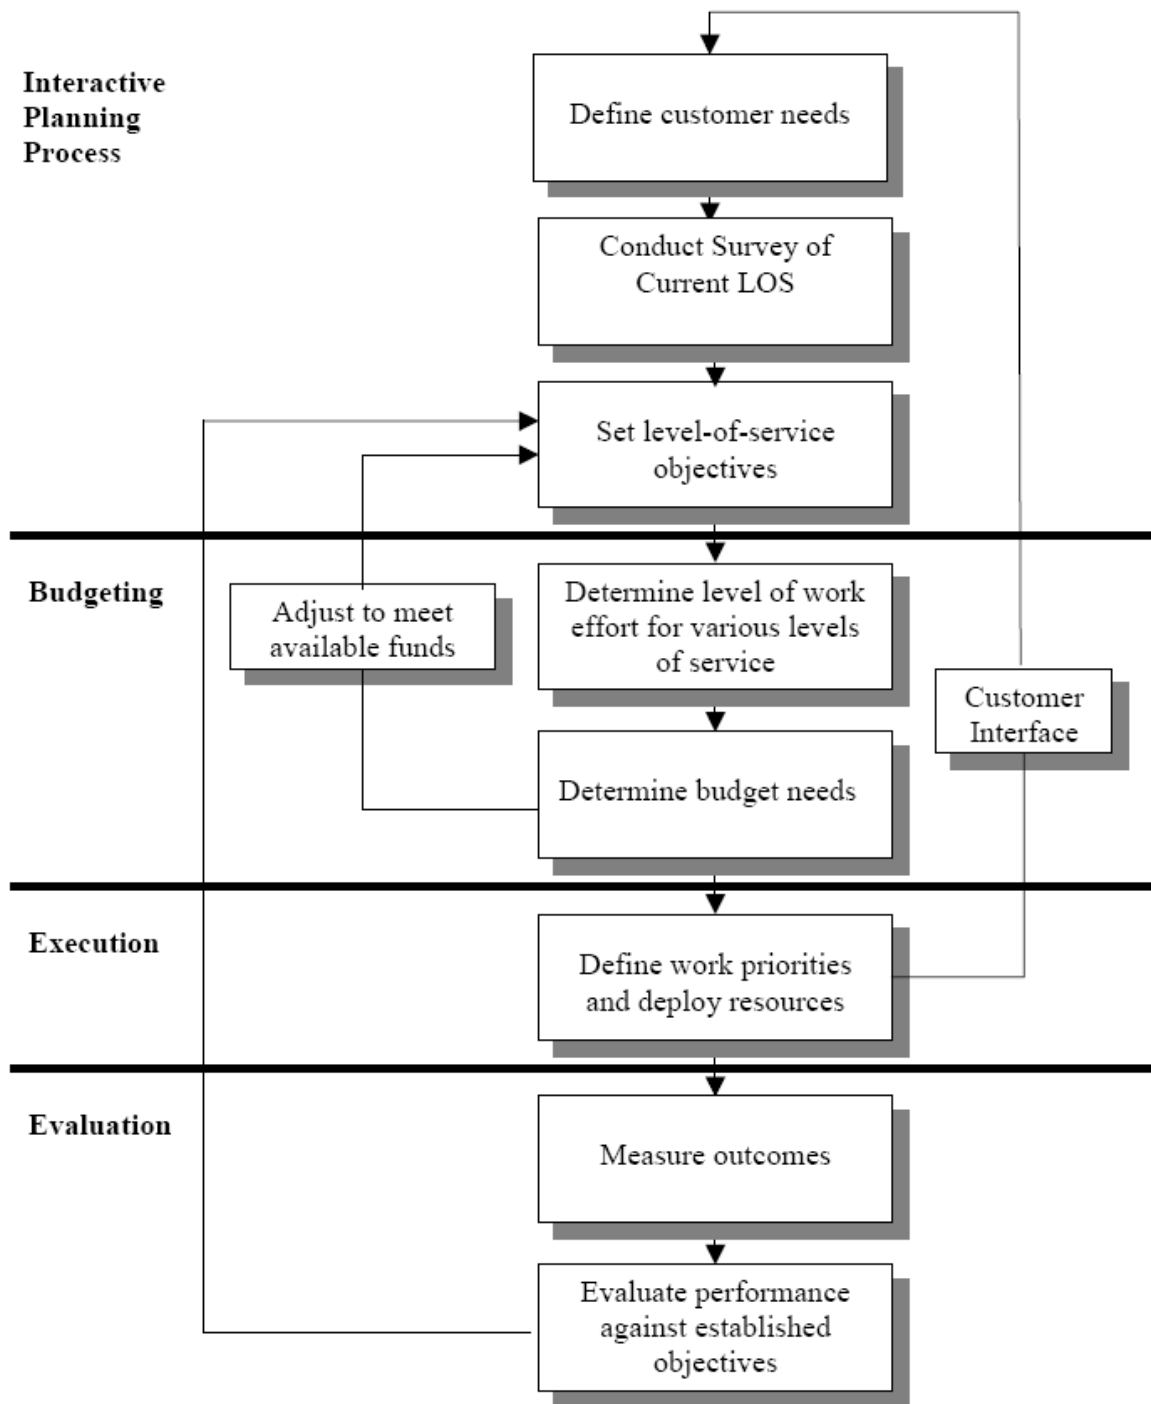 Interactive
Planning
Process
Define customer needs
Conduct Survey of
Current LOS
Set level-of-service
objectives
Budgeting
Adjust to meet
available funds
Determine level of work
effort for various levels
of service
Customer
Interface
Determine budget needs
Execution
Define work priorities
and deploy resources
Evaluation
Measure outcomes
Evaluate performance
against established
objectives